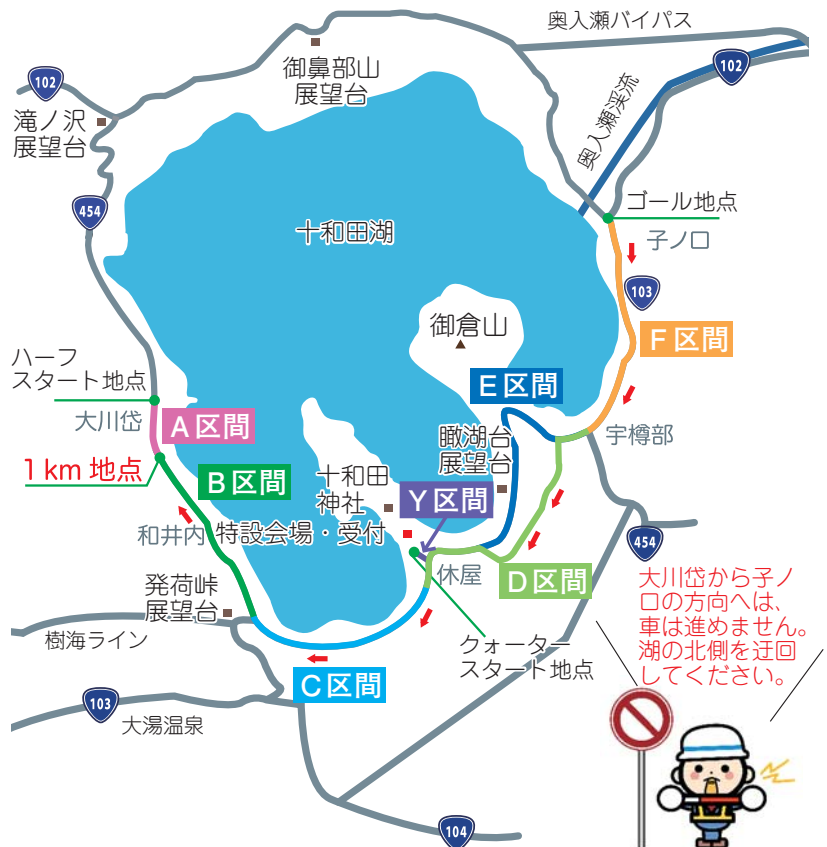 奥入瀬バイパス
102
御鼻部山
展望台
102
滝ノ沢
展望台
奥入瀬渓流
454
ゴール地点
子ノ口
十和田湖
103
御倉山
F区間
ハーフ
スタート地点
E区間
大川岱
A区間
瞰湖台
展望台
宇樽部
1km地点
B区間
十和田
神社
Y区間
和井内
特設会場・受付
454
休屋
D区間
発荷峠
展望台
樹海ライン
クォーター
スタート地点
C区間
103
大湯温泉
104
大川岱から子ノ
口の方向へは、
車は進めません。
湖の北側を迂回
してください。